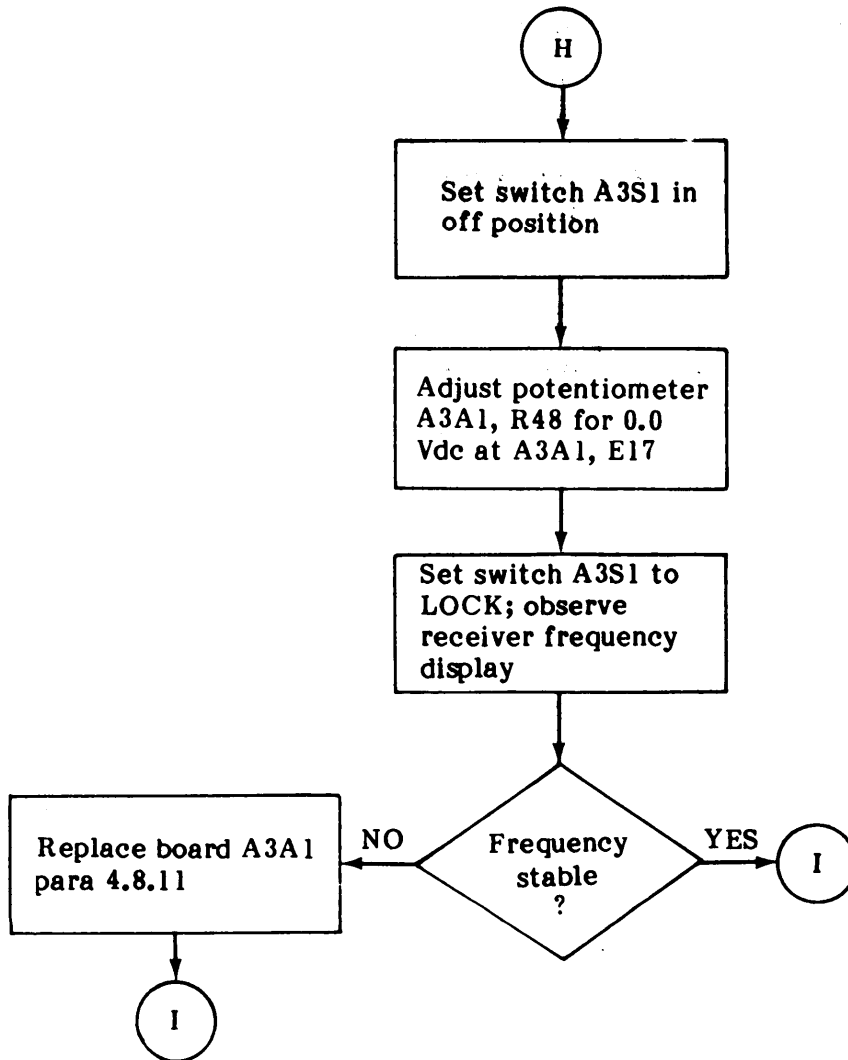 H
Set switch A3S1 in
off position
Adjust potentiometer
A3A1, R48 for 0.0
Vdc at A3A1, E17
Set switch A3S1 to
LOCK; observe
receiver frequency
display
Frequency
stable
?
NO
YES
Replace board A3A1
para 4.8.11
I
I